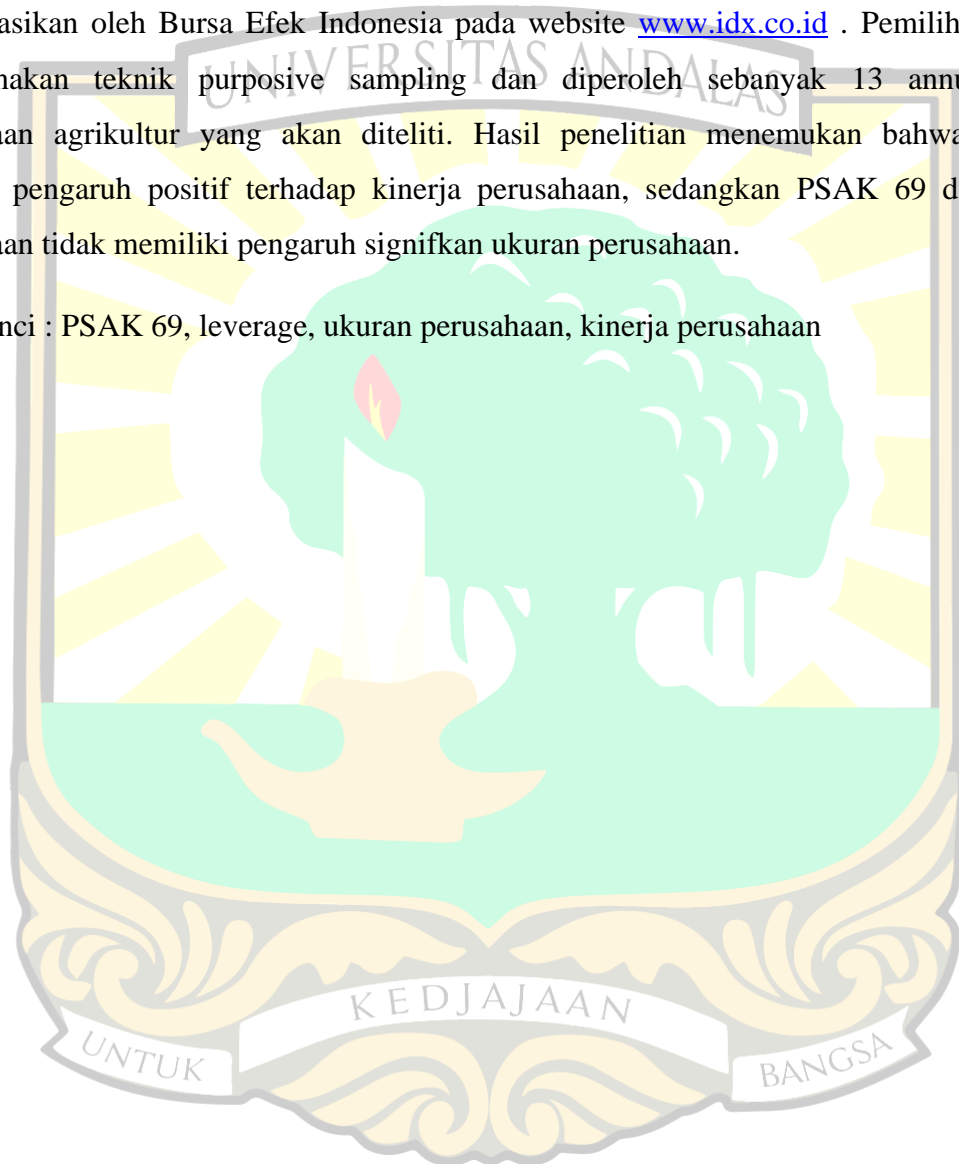 asikan oleh Bursa Efek Indonesia pada website www.idx.co.id . Pemilih
nakan teknik purposive sampling dan diperoleh sebanyak 13 annu
an agrikultur yang akan diteliti. Hasil penelitian menemukan bahwa
pengaruh positif terhadap kinerja perusahaan, sedangkan PSAK 69 d
an tidak memiliki pengaruh signifkan ukuran perusahaan.
nci : PSAK 69, leverage, ukuran perusahaan, kinerja perusahaan
UNIVERSITAS ANDALAS
KEDJAJAAN
UNTUK
BANGSA